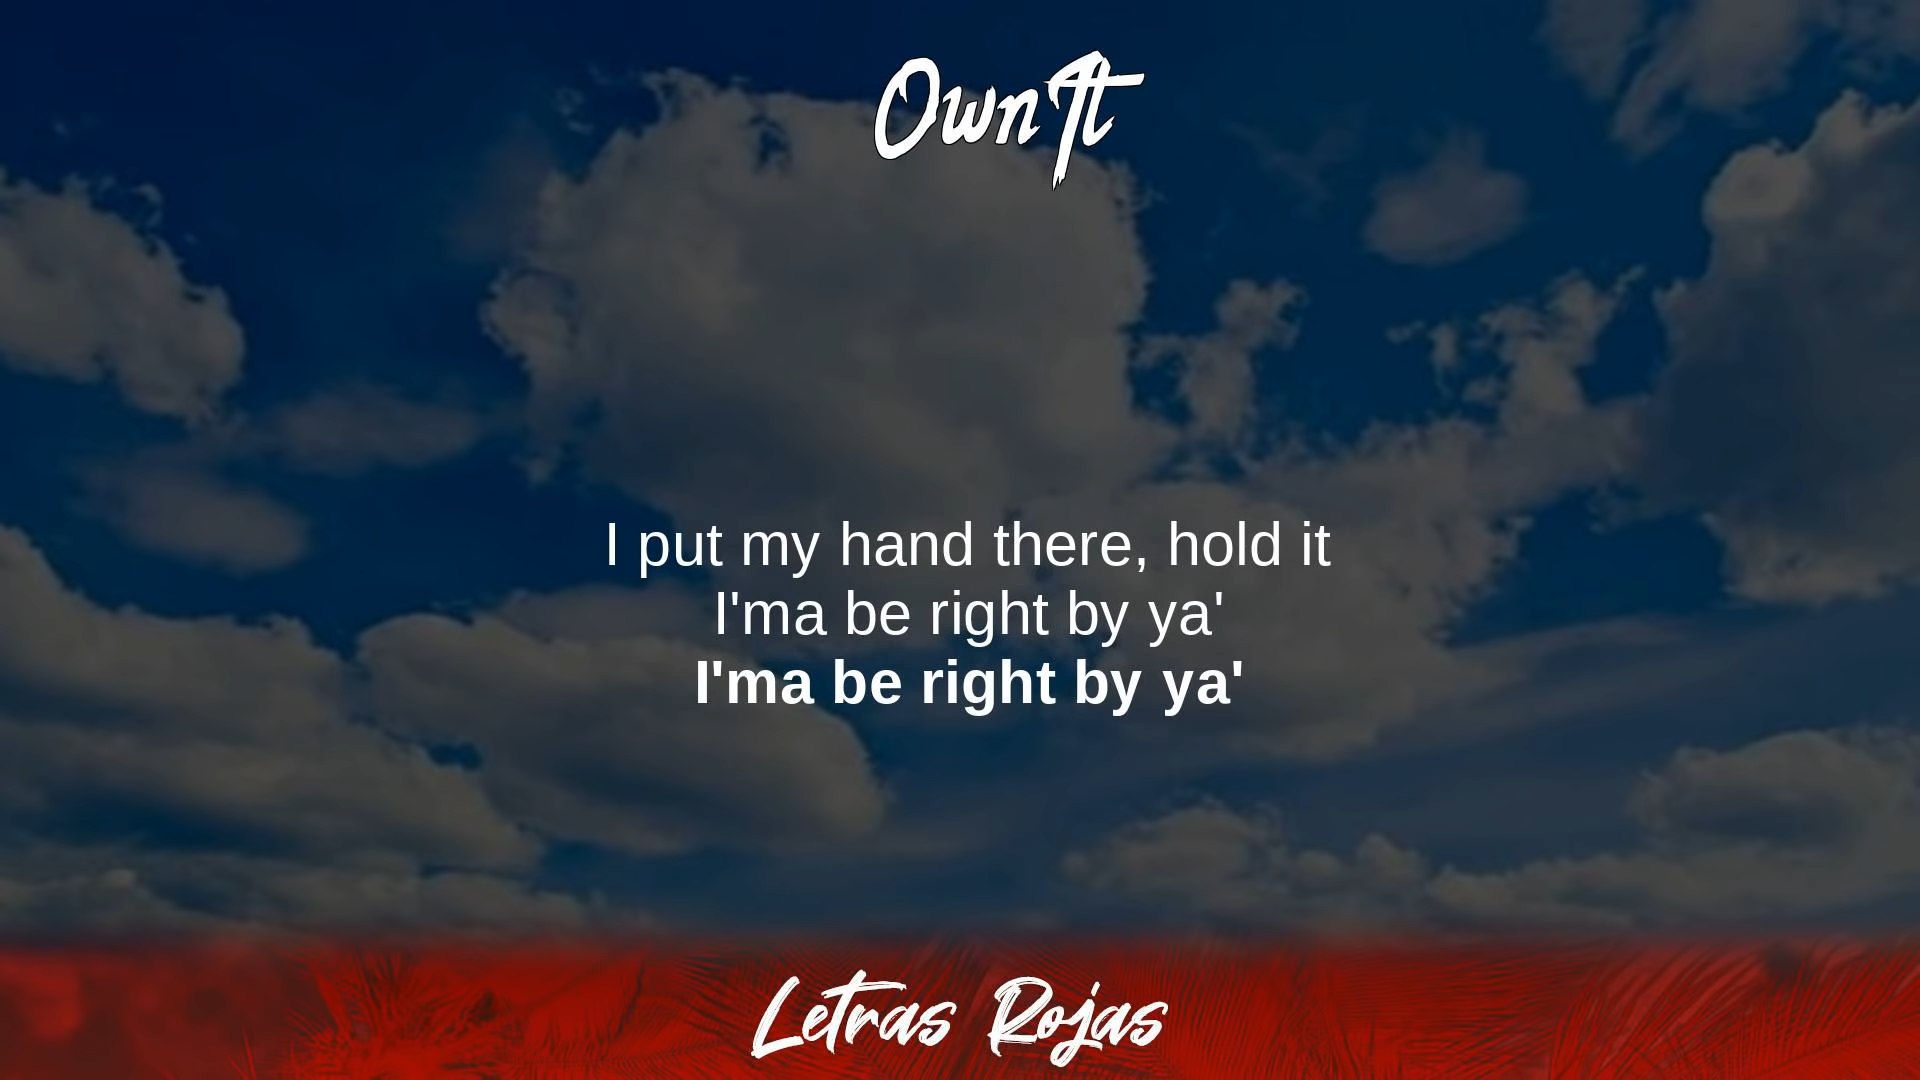 Own It
I put my hand there, hold it
I'ma be right by ya'
I'ma be right by ya'
Letras Rojas